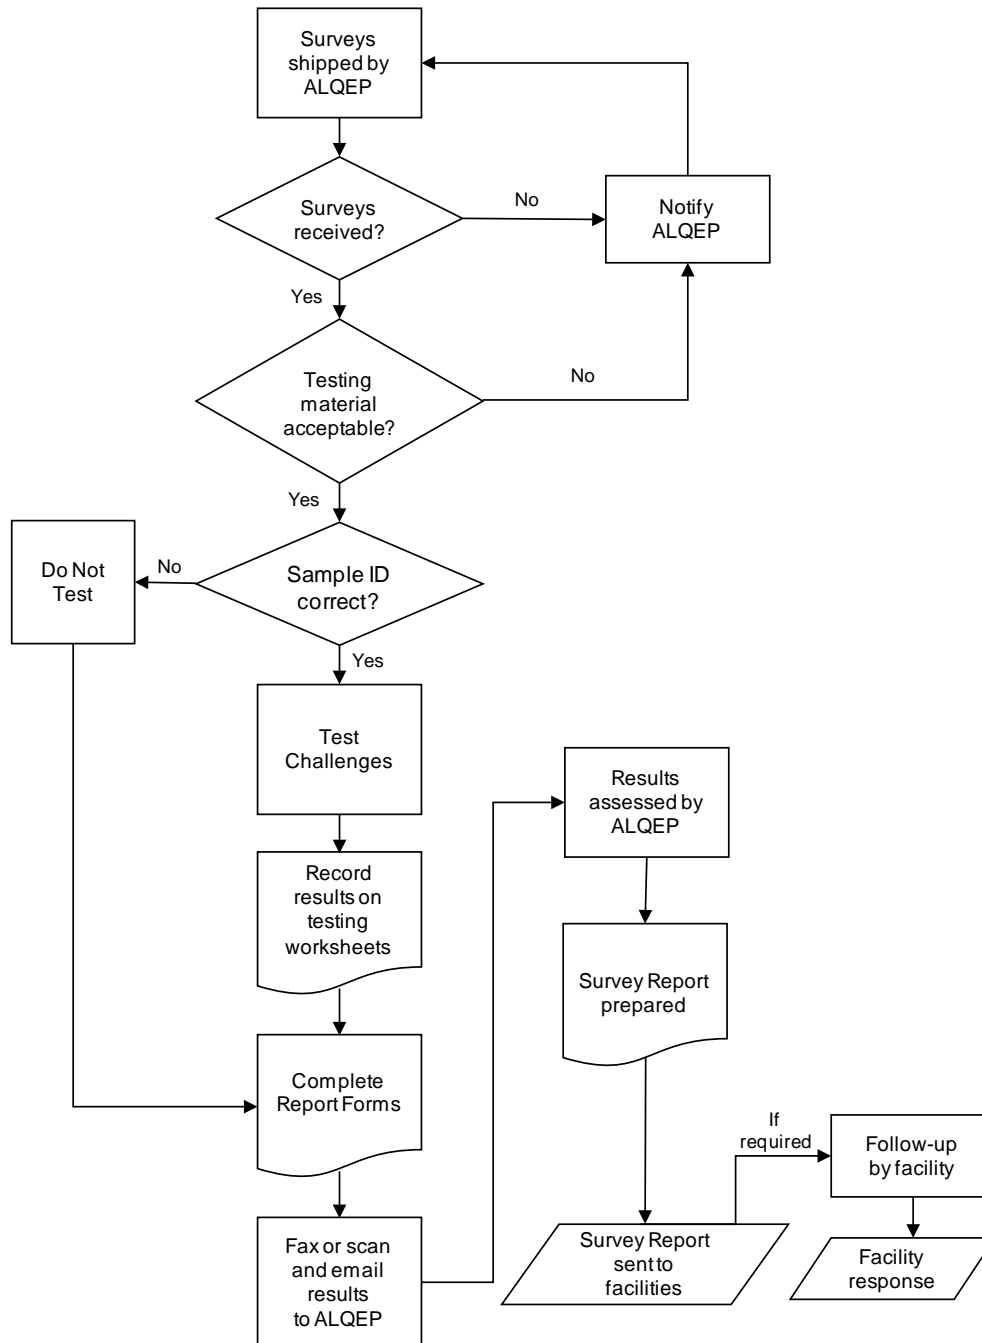 Surveys
shipped by
ALQEP
Surveys
received?
No
Notify
ALQEP
Yes
Testing
material
acceptable?
No
Yes
Do Not
Test
No
Sample ID
correct?
Yes
Test
Challenges
Record
results on
testing
worksheets
Complete
Report Forms
Fax or scan
and email
results
to ALQEP
Results
assessed by
ALQEP
Survey Report
prepared
Survey Report
sent to
facilities
If
required
Follow-up
by facility
Facility
response